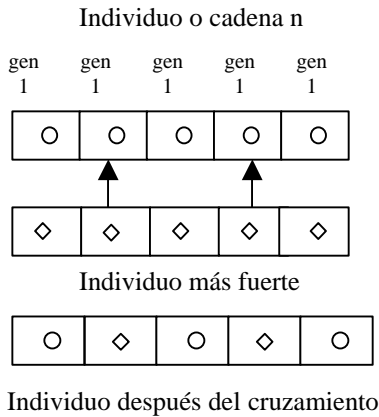 Individuo o cadena n
gen gen gen gen gen
1 1 1 1 1
Individuo más fuerte
Individuo después del cruzamiento